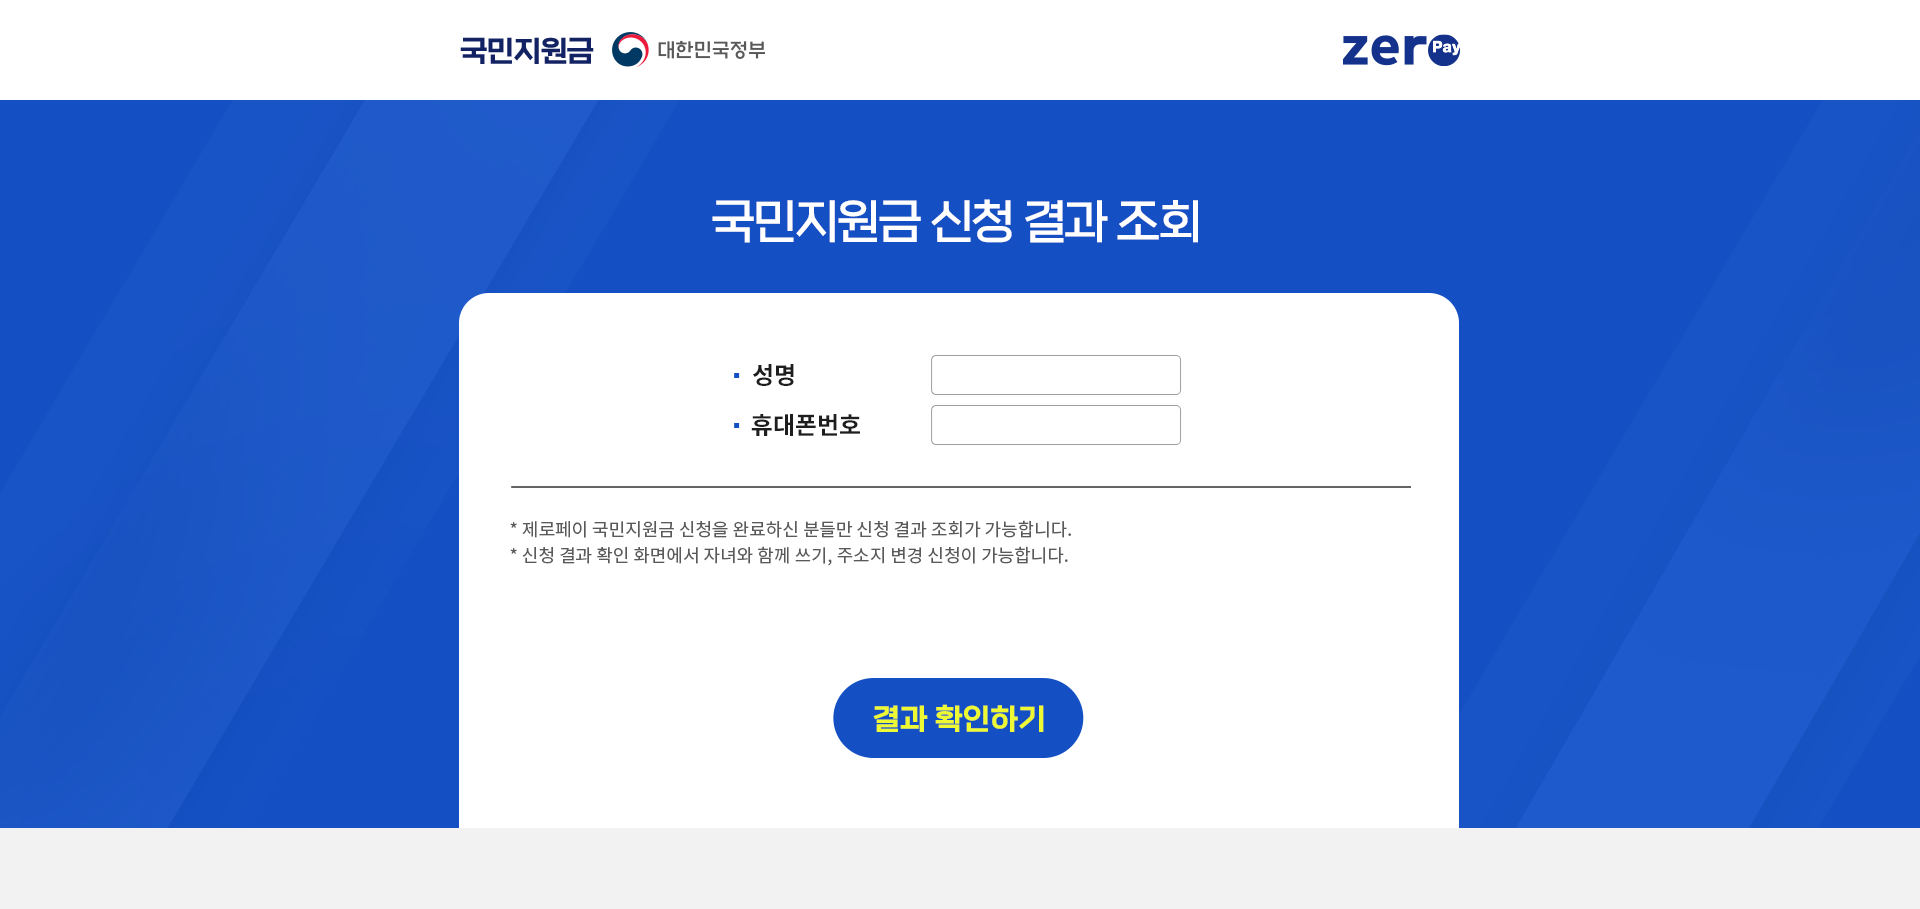 국민지원금 대한민국정부 zero Pay
국민지원금 신청 결과 조회
성명
휴대폰번호
* 제로페이 국민지원금 신청을 완료하신 분들만 신청 결과 조회가 가능합니다.
* 신청 결과 확인 화면에서 자녀와 함께 쓰기, 주소지 변경 신청이 가능합니다.
결과 확인하기